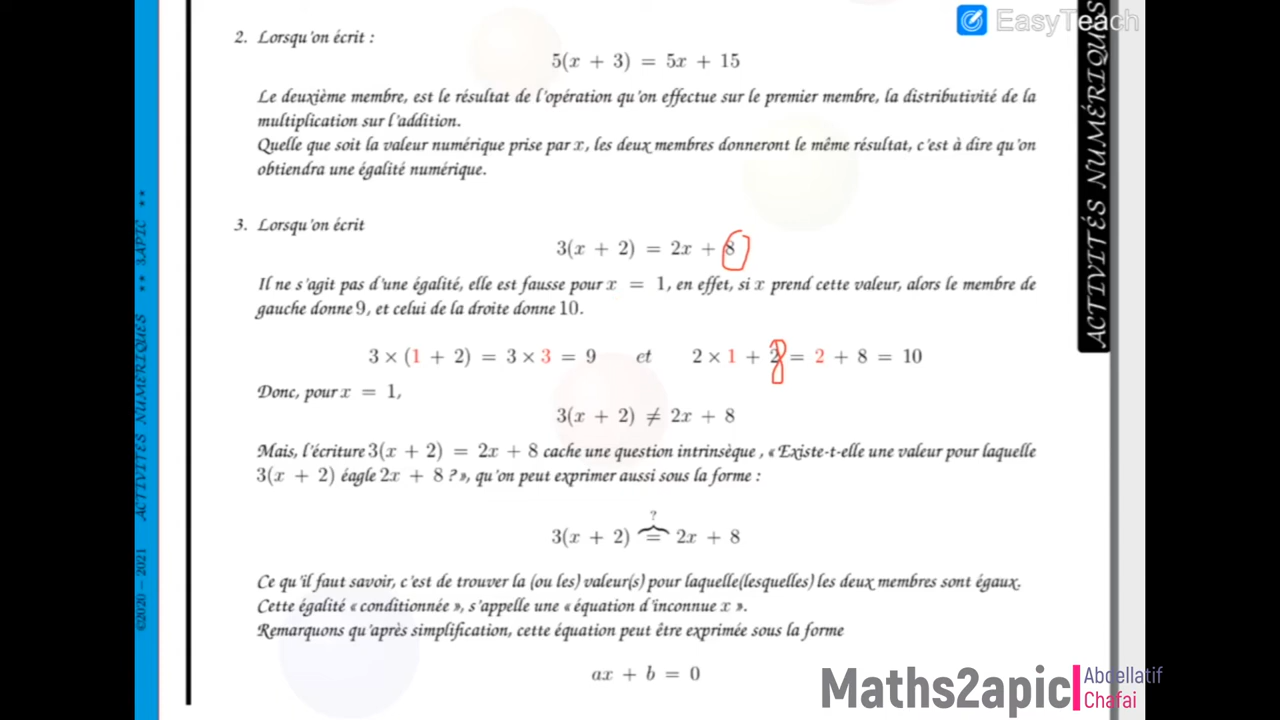 EasyTeach
2. Lorsqu'on écrit :
5(x + 3) = 5x + 15
Le deuxième membre, est le résultat de l'opération qu'on effectue sur le premier membre, la distributivité de la
multiplication sur l'addition.
Quelle que soit la valeur numérique prise par x, les deux membres donneront le même résultat, c'est à dire qu'on
obtiendra une égalité numérique.
3. Lorsqu'on écrit
3(x + 2) = 2x + 8
Il ne s'agit pas d'une égalité, elle est fausse pour x = 1, en effet, si x prend cette valeur, alors le membre de
gauche donne 9, et celui de la droite donne 10.
3 × (1 + 2) = 3 × 3 = 9 et 2 × 1 + 2 = 2 + 8 = 10
Donc, pour x = 1,
3(x + 2) ≠ 2x + 8
Mais, l'écriture 3(x + 2) = 2x + 8 cache une question intrinsèque , « Existe-t-elle une valeur pour laquelle
3(x + 2) éagle 2x + 8 ? », qu'on peut exprimer aussi sous la forme :
?
3(x + 2) = 2x + 8
Ce qu'il faut savoir, c'est de trouver la (ou les) valeur(s) pour laquelle(lesquelles) les deux membres sont égaux.
Cette égalité « conditionnée », s'appelle une « équation d'inconnue x ».
Remarquons qu'après simplification, cette équation peut être exprimée sous la forme
ax + b = 0
ACTIVITÉS NUMÉRIQUES
©2020 – 2021 ACTIVITÉS NUMÉRIQUES ** 3APIC **
Maths2apic
Abdellatif
Chafai